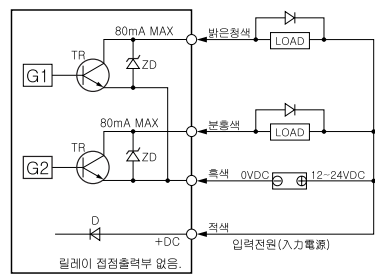 80mA MAX
밝은청색
LOAD
TR
ZD
G1
80mA MAX
분홍색
LOAD
TR
ZD
G2
흑색
0VDC
12~24VDC
D
적색
+DC
입력전원(入力電源)
릴레이 접점출력부 없음.